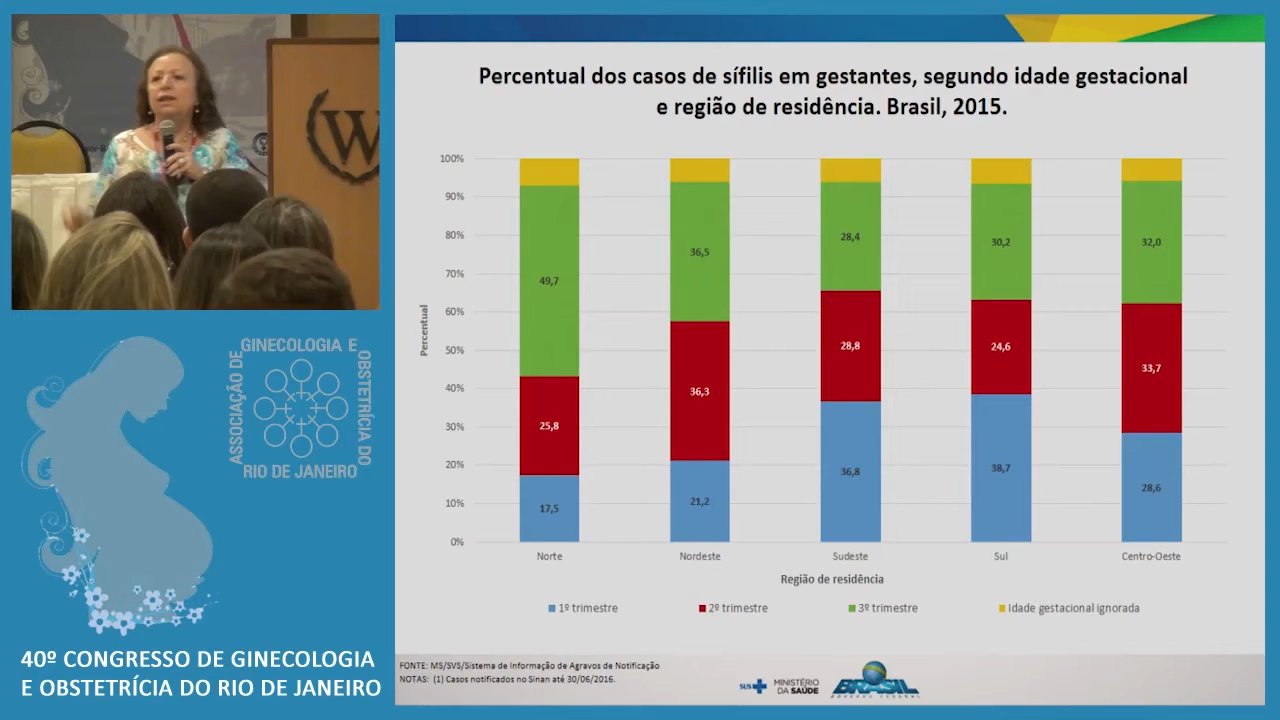 Percentual dos casos de sífilis em gestantes, segundo idade gestacional
e região de residência. Brasil, 2015.
Percentual
100%
90%
80%
70%
60%
50%
40%
30%
20%
10%
0%
49,7
25,8
17,5
36,5
36,3
21,2
28,4
28,8
36,8
30,2
24,6
38,7
32,0
33,7
28,6
Norte Nordeste Sudeste Sul Centro-Oeste
Região de residência
1º trimestre 2º trimestre 3º trimestre Idade gestacional ignorada
FONTE: MS/SVS/Sistema de Informação de Agravos de Notificação
NOTAS: (1) Casos notificados no Sinan até 30/06/2016.
SUS MINISTÉRIO
DA SAÚDE
BRASIL
GOVERNO FEDERAL
W
ASSOCIAÇÃO DE
GINECOLOGIA E
OBSTETRÍCIA DO
RIO DE JANEIRO
40º CONGRESSO DE GINECOLOGIA
E OBSTETRÍCIA DO RIO DE JANEIRO